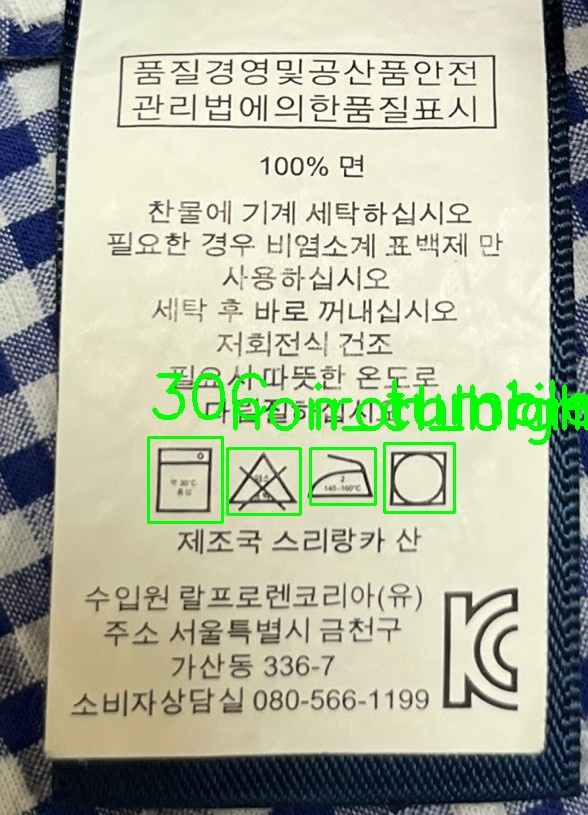 품질경영및공산품안전
관리법에의한품질표시
100% 면
찬물에 기계 세탁하십시오
필요한 경우 비염소계 표백제 만
사용하십시오
세탁 후 바로 꺼내십시오
저회전식 건조
필요시 따뜻한 온도로
다림질하십시오
약 30°C
중성
2
140~160°C
제조국 스리랑카 산
수입원 랄프로렌코리아(유)
주소 서울특별시 금천구
가산동 336-7
소비자상담실 080-566-1199